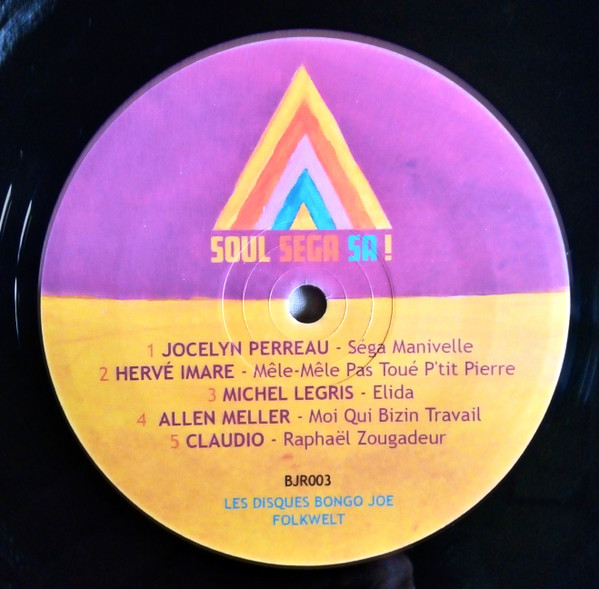 SOUL SEGA SA !
1 JOCELYN PERREAU - Séga Manivelle
2 HERVÉ IMARE - Mêle-Mêle Pas Toué P'tit Pierre
3 MICHEL LEGRIS - Elida
4 ALLEN MELLER - Moi Qui Bizin Travail
5 CLAUDIO - Raphaël Zougadeur
BJR003
LES DISQUES BONGO JOE
FOLKWELT